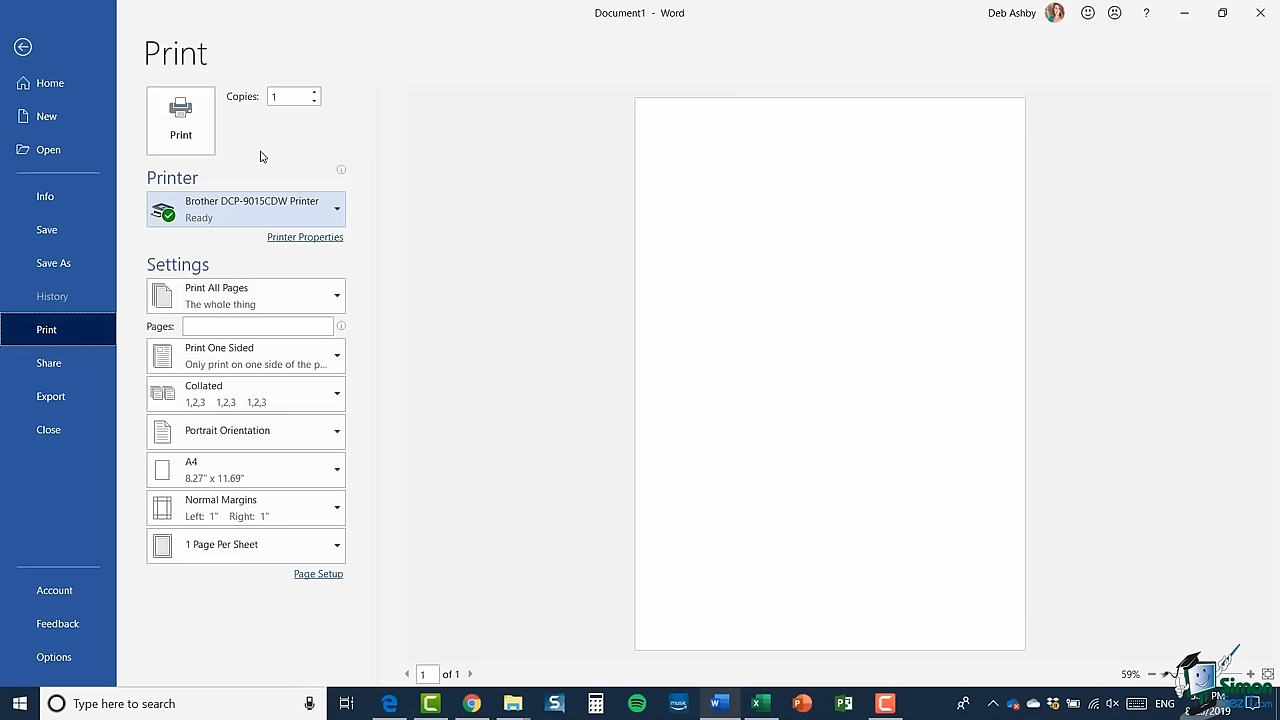 Document1 - Word
Deb Ashby
?
Print
Home
New
Open
Info
Save
Save As
History
Print
Share
Export
Close
Account
Feedback
Options
Print
Copies: 1
Printer
Brother DCP-9015CDW Printer
Ready
Printer Properties
Settings
Print All Pages
The whole thing
Pages:
Print One Sided
Only print on one side of the p...
Collated
1,2,3 1,2,3 1,2,3
Portrait Orientation
A4
8.27" x 11.69"
Normal Margins
Left: 1" Right: 1"
1 Page Per Sheet
Page Setup
1 of 1
59%
Type here to search
music
ENG
Simon